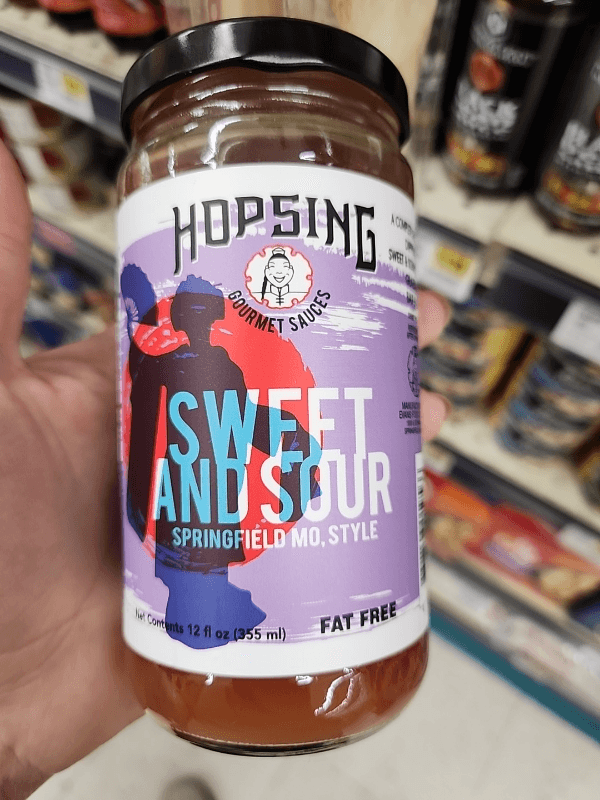 HOPSING
GOURMET SAUCES
SWEET
AND SOUR
SPRINGFIELD MO, STYLE
Net Contents 12 fl oz (355 ml)
FAT FREE